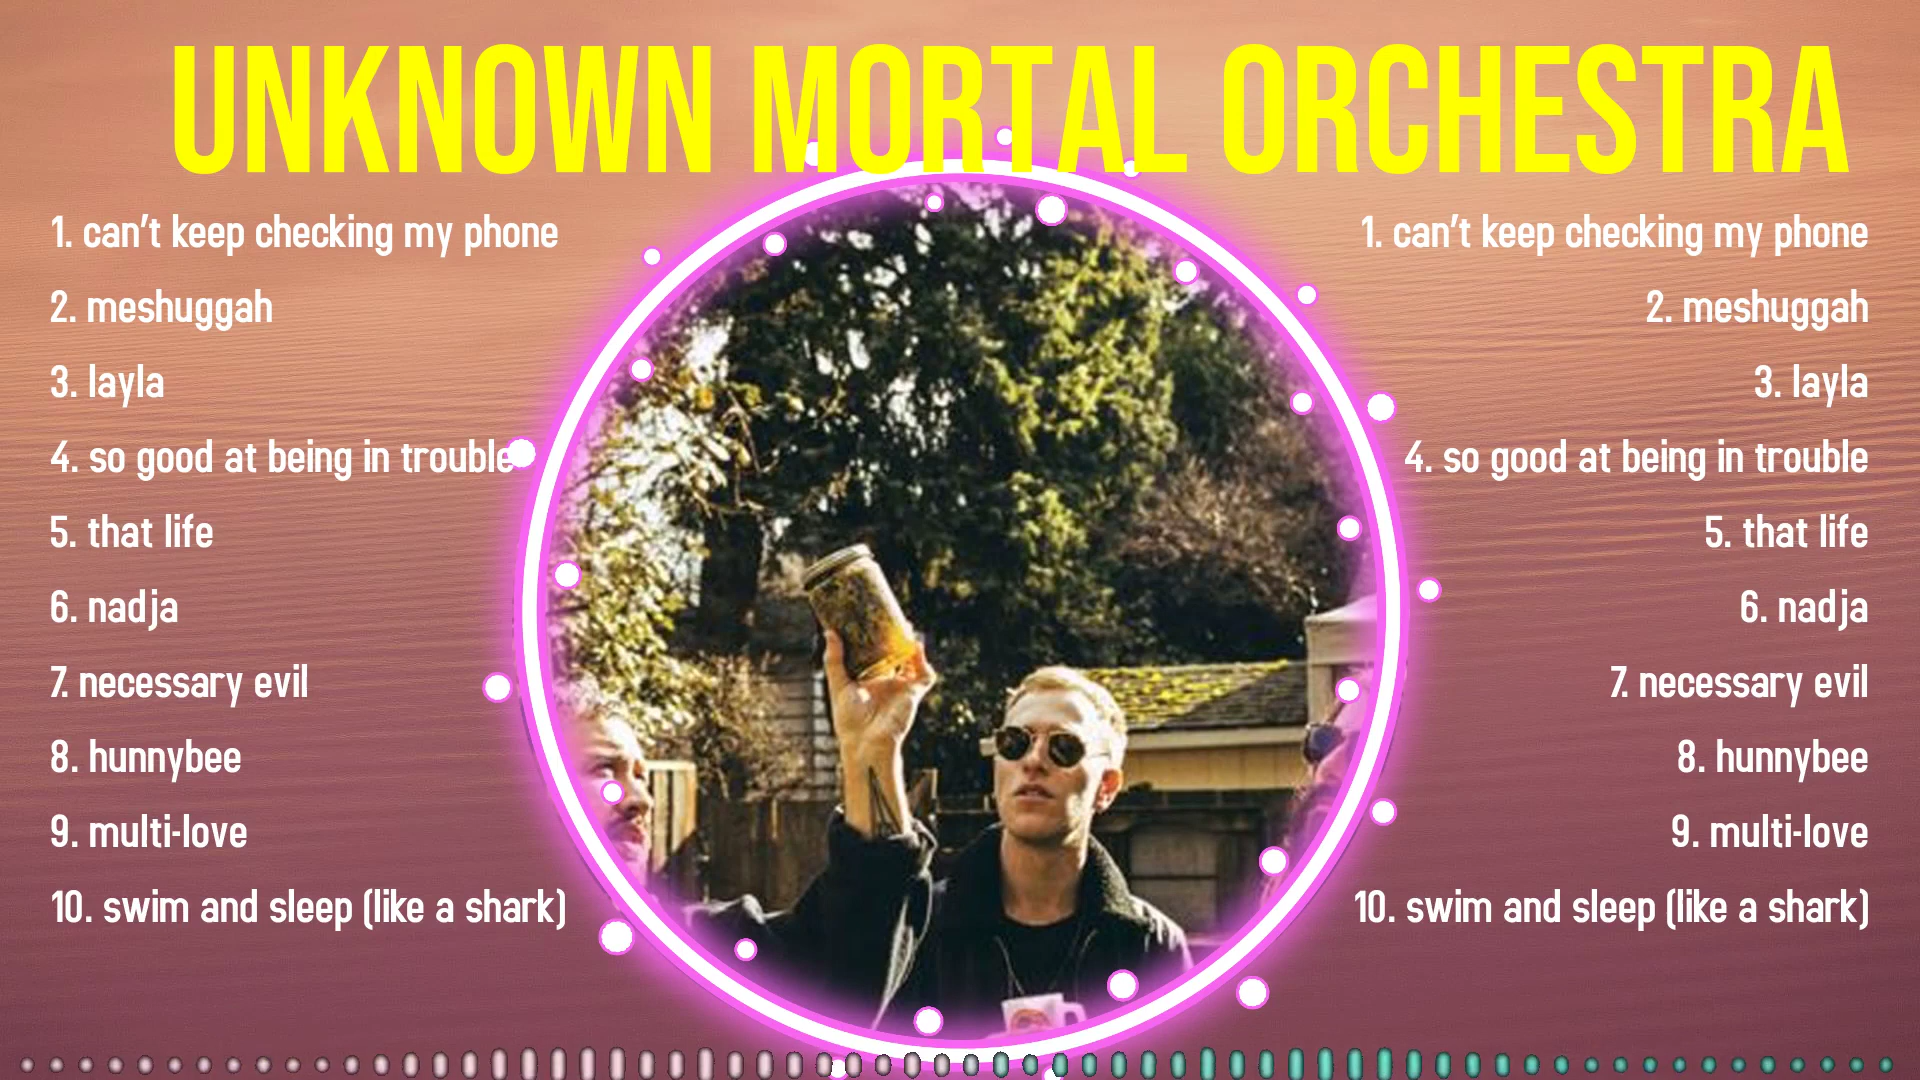 UNKNOWN MORTAL ORCHESTRA
1. can't keep checking my phone
2. meshuggah
3. layla
4. so good at being in trouble
5. that life
6. nadja
7. necessary evil
8. hunnybee
9. multi-love
10. swim and sleep (like a shark)
1. can't keep checking my phone
2. meshuggah
3. layla
4. so good at being in trouble
5. that life
6. nadja
7. necessary evil
8. hunnybee
9. multi-love
10. swim and sleep (like a shark)